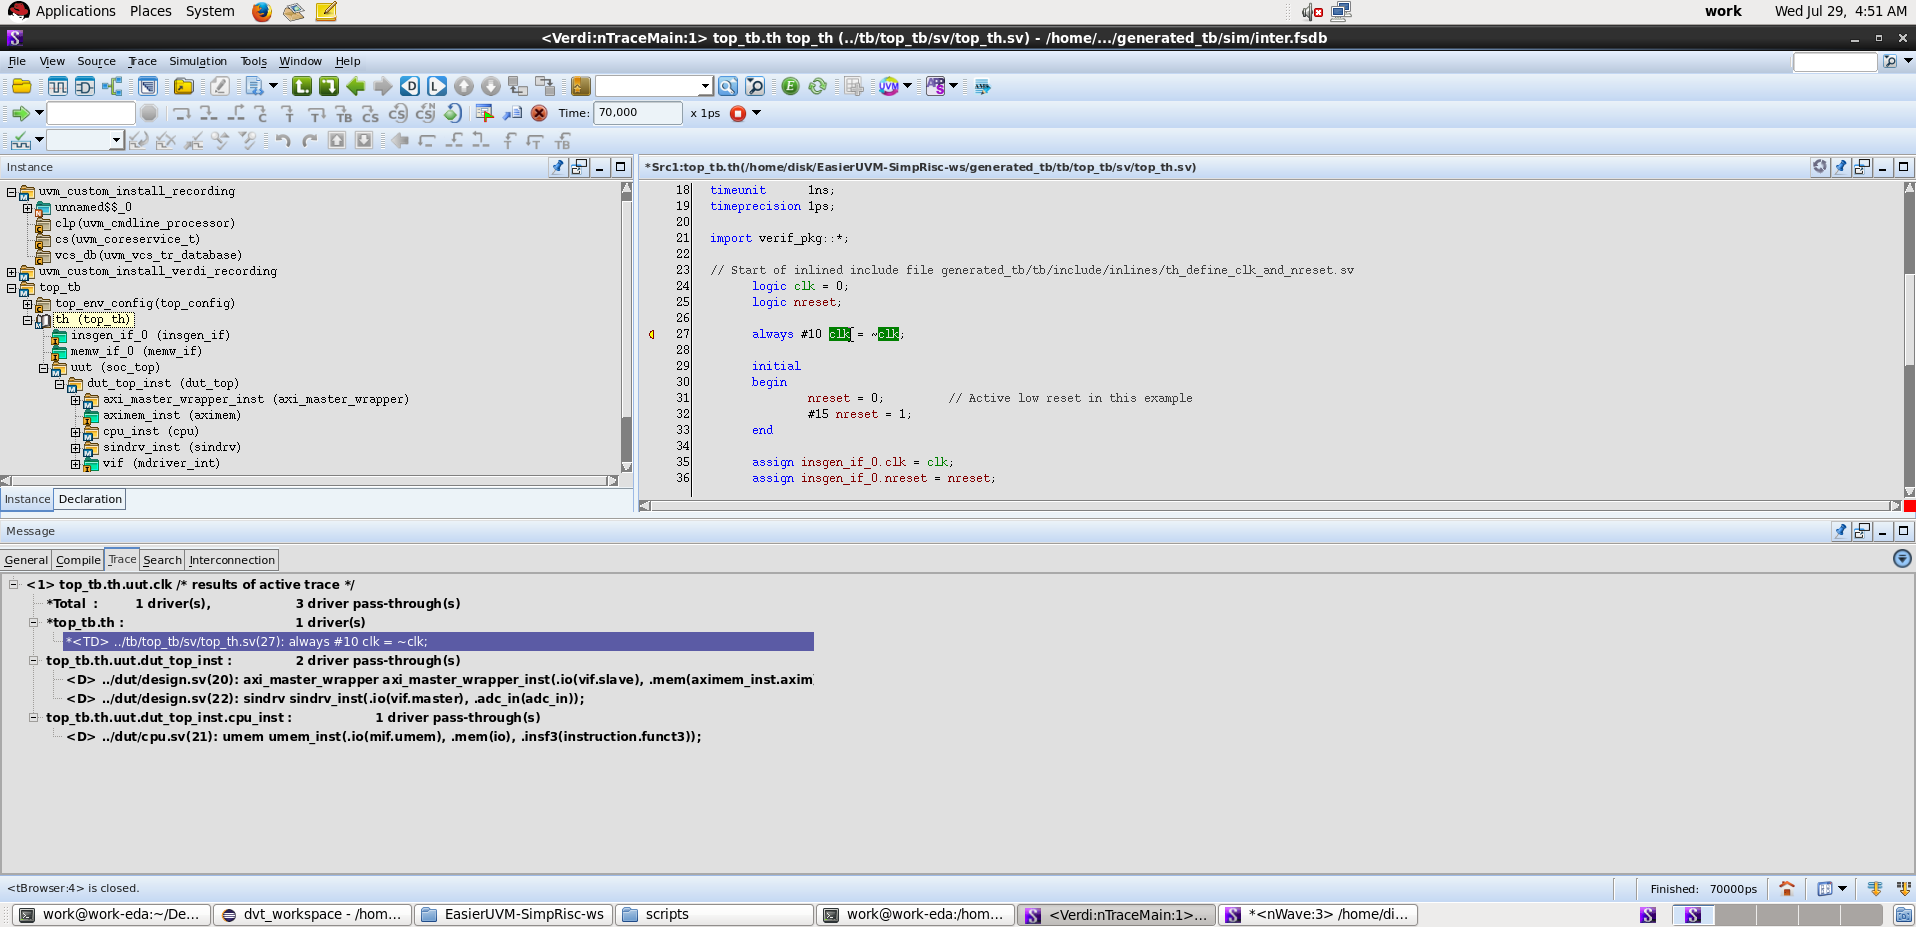 Applications Places System work Wed Jul 29, 4:51 AM
<Verdi:nTraceMain:1> top_tb.th top_th (../tb/top_tb/sv/top_th.sv) - /home/.../generated_tb/sim/inter.fsdb
File View Source Trace Simulation Tools Window Help
Time: 70,000 x 1ps
Instance
uvm_custom_install_recording
unnamed$$_0
clp(uvm_cmdline_processor)
cs(uvm_coreservice_t)
vcs_db(uvm_vcs_tr_database)
uvm_custom_install_verdi_recording
top_tb
top_env_config(top_config)
th (top_th)
insgen_if_0 (insgen_if)
memw_if_0 (memw_if)
uut (soc_top)
dut_top_inst (dut_top)
axi_master_wrapper_inst (axi_master_wrapper)
aximem_inst (aximem)
cpu_inst (cpu)
sindrv_inst (sindrv)
vif (mdriver_int)
Instance Declaration
*Src1:top_tb.th(/home/disk/EasierUVM-SimpRisc-ws/generated_tb/tb/top_tb/sv/top_th.sv)
18 timeunit 1ns;
19 timeprecision 1ps;
20
21 import verif_pkg::*;
22
23 // Start of inlined include file generated_tb/tb/include/inlines/th_define_clk_and_nreset.sv
24 logic clk = 0;
25 logic nreset;
26
27 always #10 clk = ~clk;
28
29 initial
30 begin
31 nreset = 0; // Active low reset in this example
32 #15 nreset = 1;
33 end
34
35 assign insgen_if_0.clk = clk;
36 assign insgen_if_0.nreset = nreset;
Message
General Compile Trace Search Interconnection
<1> top_tb.th.uut.clk /* results of active trace */
*Total : 1 driver(s), 3 driver pass-through(s)
*top_tb.th : 1 driver(s)
*<TD> ../tb/top_tb/sv/top_th.sv(27): always #10 clk = ~clk;
top_tb.th.uut.dut_top_inst : 2 driver pass-through(s)
<D> ../dut/design.sv(20): axi_master_wrapper axi_master_wrapper_inst(.io(vif.slave), .mem(aximem_inst.axim
<D> ../dut/design.sv(22): sindrv sindrv_inst(.io(vif.master), .adc_in(adc_in));
top_tb.th.uut.dut_top_inst.cpu_inst : 1 driver pass-through(s)
<D> ../dut/cpu.sv(21): umem umem_inst(.io(mif.umem), .mem(io), .insf3(instruction.funct3));
<tBrowser:4> is closed.
Finished: 70000ps
work@work-eda:~/De... dvt_workspace - /hom... EasierUVM-SimpRisc-ws scripts work@work-eda:/hom... <Verdi:nTraceMain:1>... *<nWave:3> /home/di...